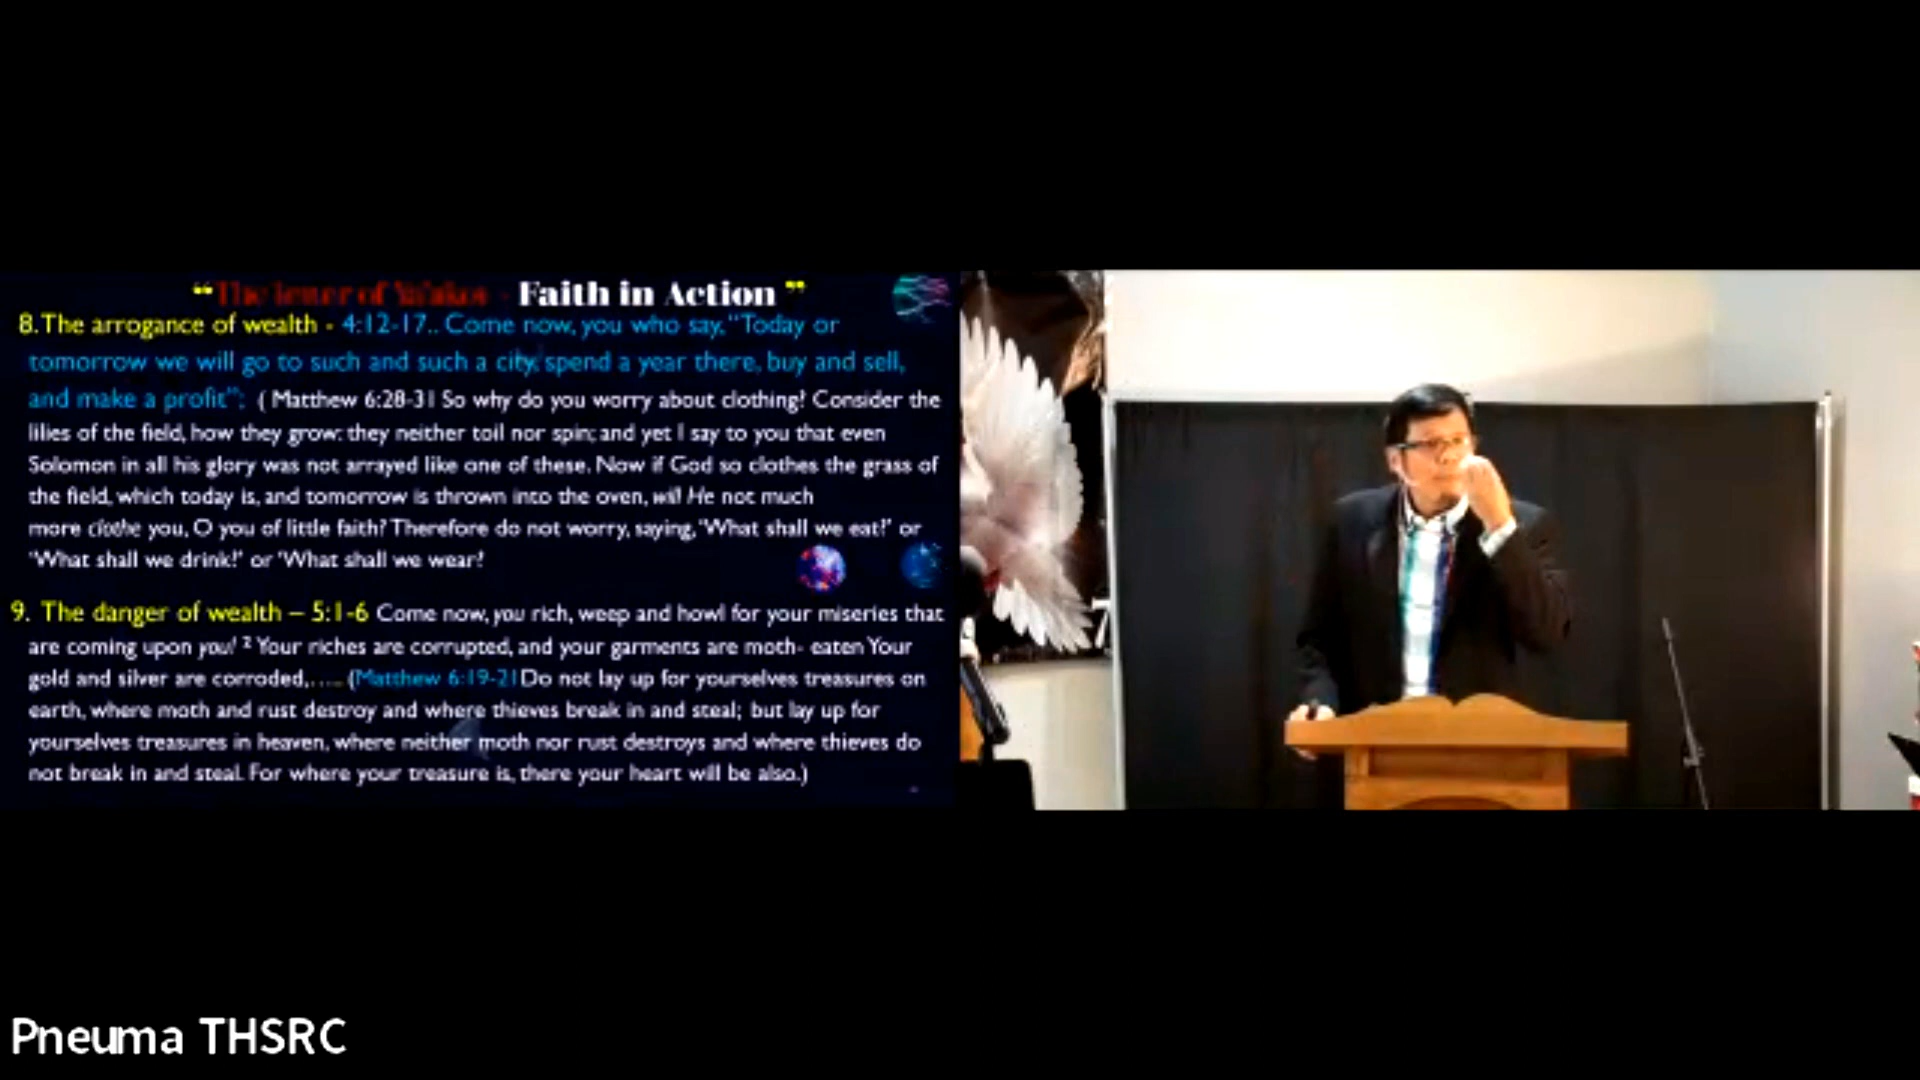 “The letter of Ya'akov - Faith in Action ”
8.The arrogance of wealth - 4:12-17.. Come now, you who say, “Today or
tomorrow we will go to such and such a city, spend a year there, buy and sell,
and make a profit”; ( Matthew 6:28-31 So why do you worry about clothing? Consider the
lilies of the field, how they grow: they neither toil nor spin; and yet I say to you that even
Solomon in all his glory was not arrayed like one of these. Now if God so clothes the grass of
the field, which today is, and tomorrow is thrown into the oven, will He not much
more clothe you, O you of little faith? Therefore do not worry, saying, ‘What shall we eat?’ or
‘What shall we drink?’ or ‘What shall we wear?
9. The danger of wealth – 5:1-6 Come now, you rich, weep and howl for your miseries that
are coming upon you! ² Your riches are corrupted, and your garments are moth- eaten Your
gold and silver are corroded,.... (Matthew 6:19-21 Do not lay up for yourselves treasures on
earth, where moth and rust destroy and where thieves break in and steal; but lay up for
yourselves treasures in heaven, where neither moth nor rust destroys and where thieves do
not break in and steal. For where your treasure is, there your heart will be also.)
Pneuma THSRC